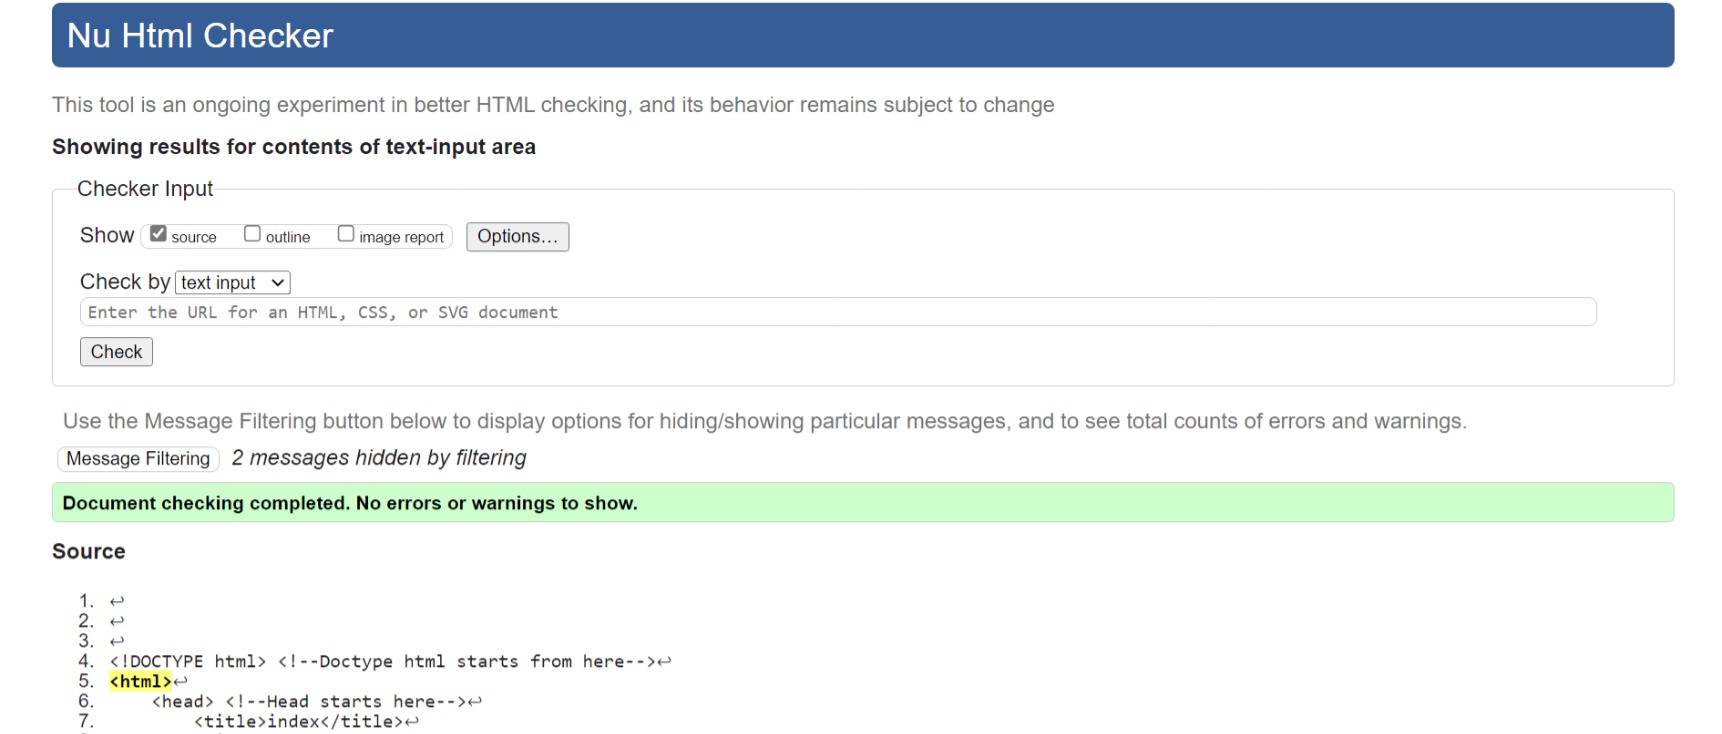 Nu Html Checker
This tool is an ongoing experiment in better HTML checking, and its behavior remains subject to change
Showing results for contents of text-input area
Checker Input
Show source outline image report Options...
Check by text input
Enter the URL for an HTML, CSS, or SVG document
Check
Use the Message Filtering button below to display options for hiding/showing particular messages, and to see total counts of errors and warnings.
Message Filtering 2 messages hidden by filtering
Document checking completed. No errors or warnings to show.
Source
1. ↩
2. ↩
3. ↩
4. <!DOCTYPE html> <!--Doctype html starts from here-->↩
5. <html>↩
6. <head> <!--Head starts here-->↩
7. <title>index</title>↩